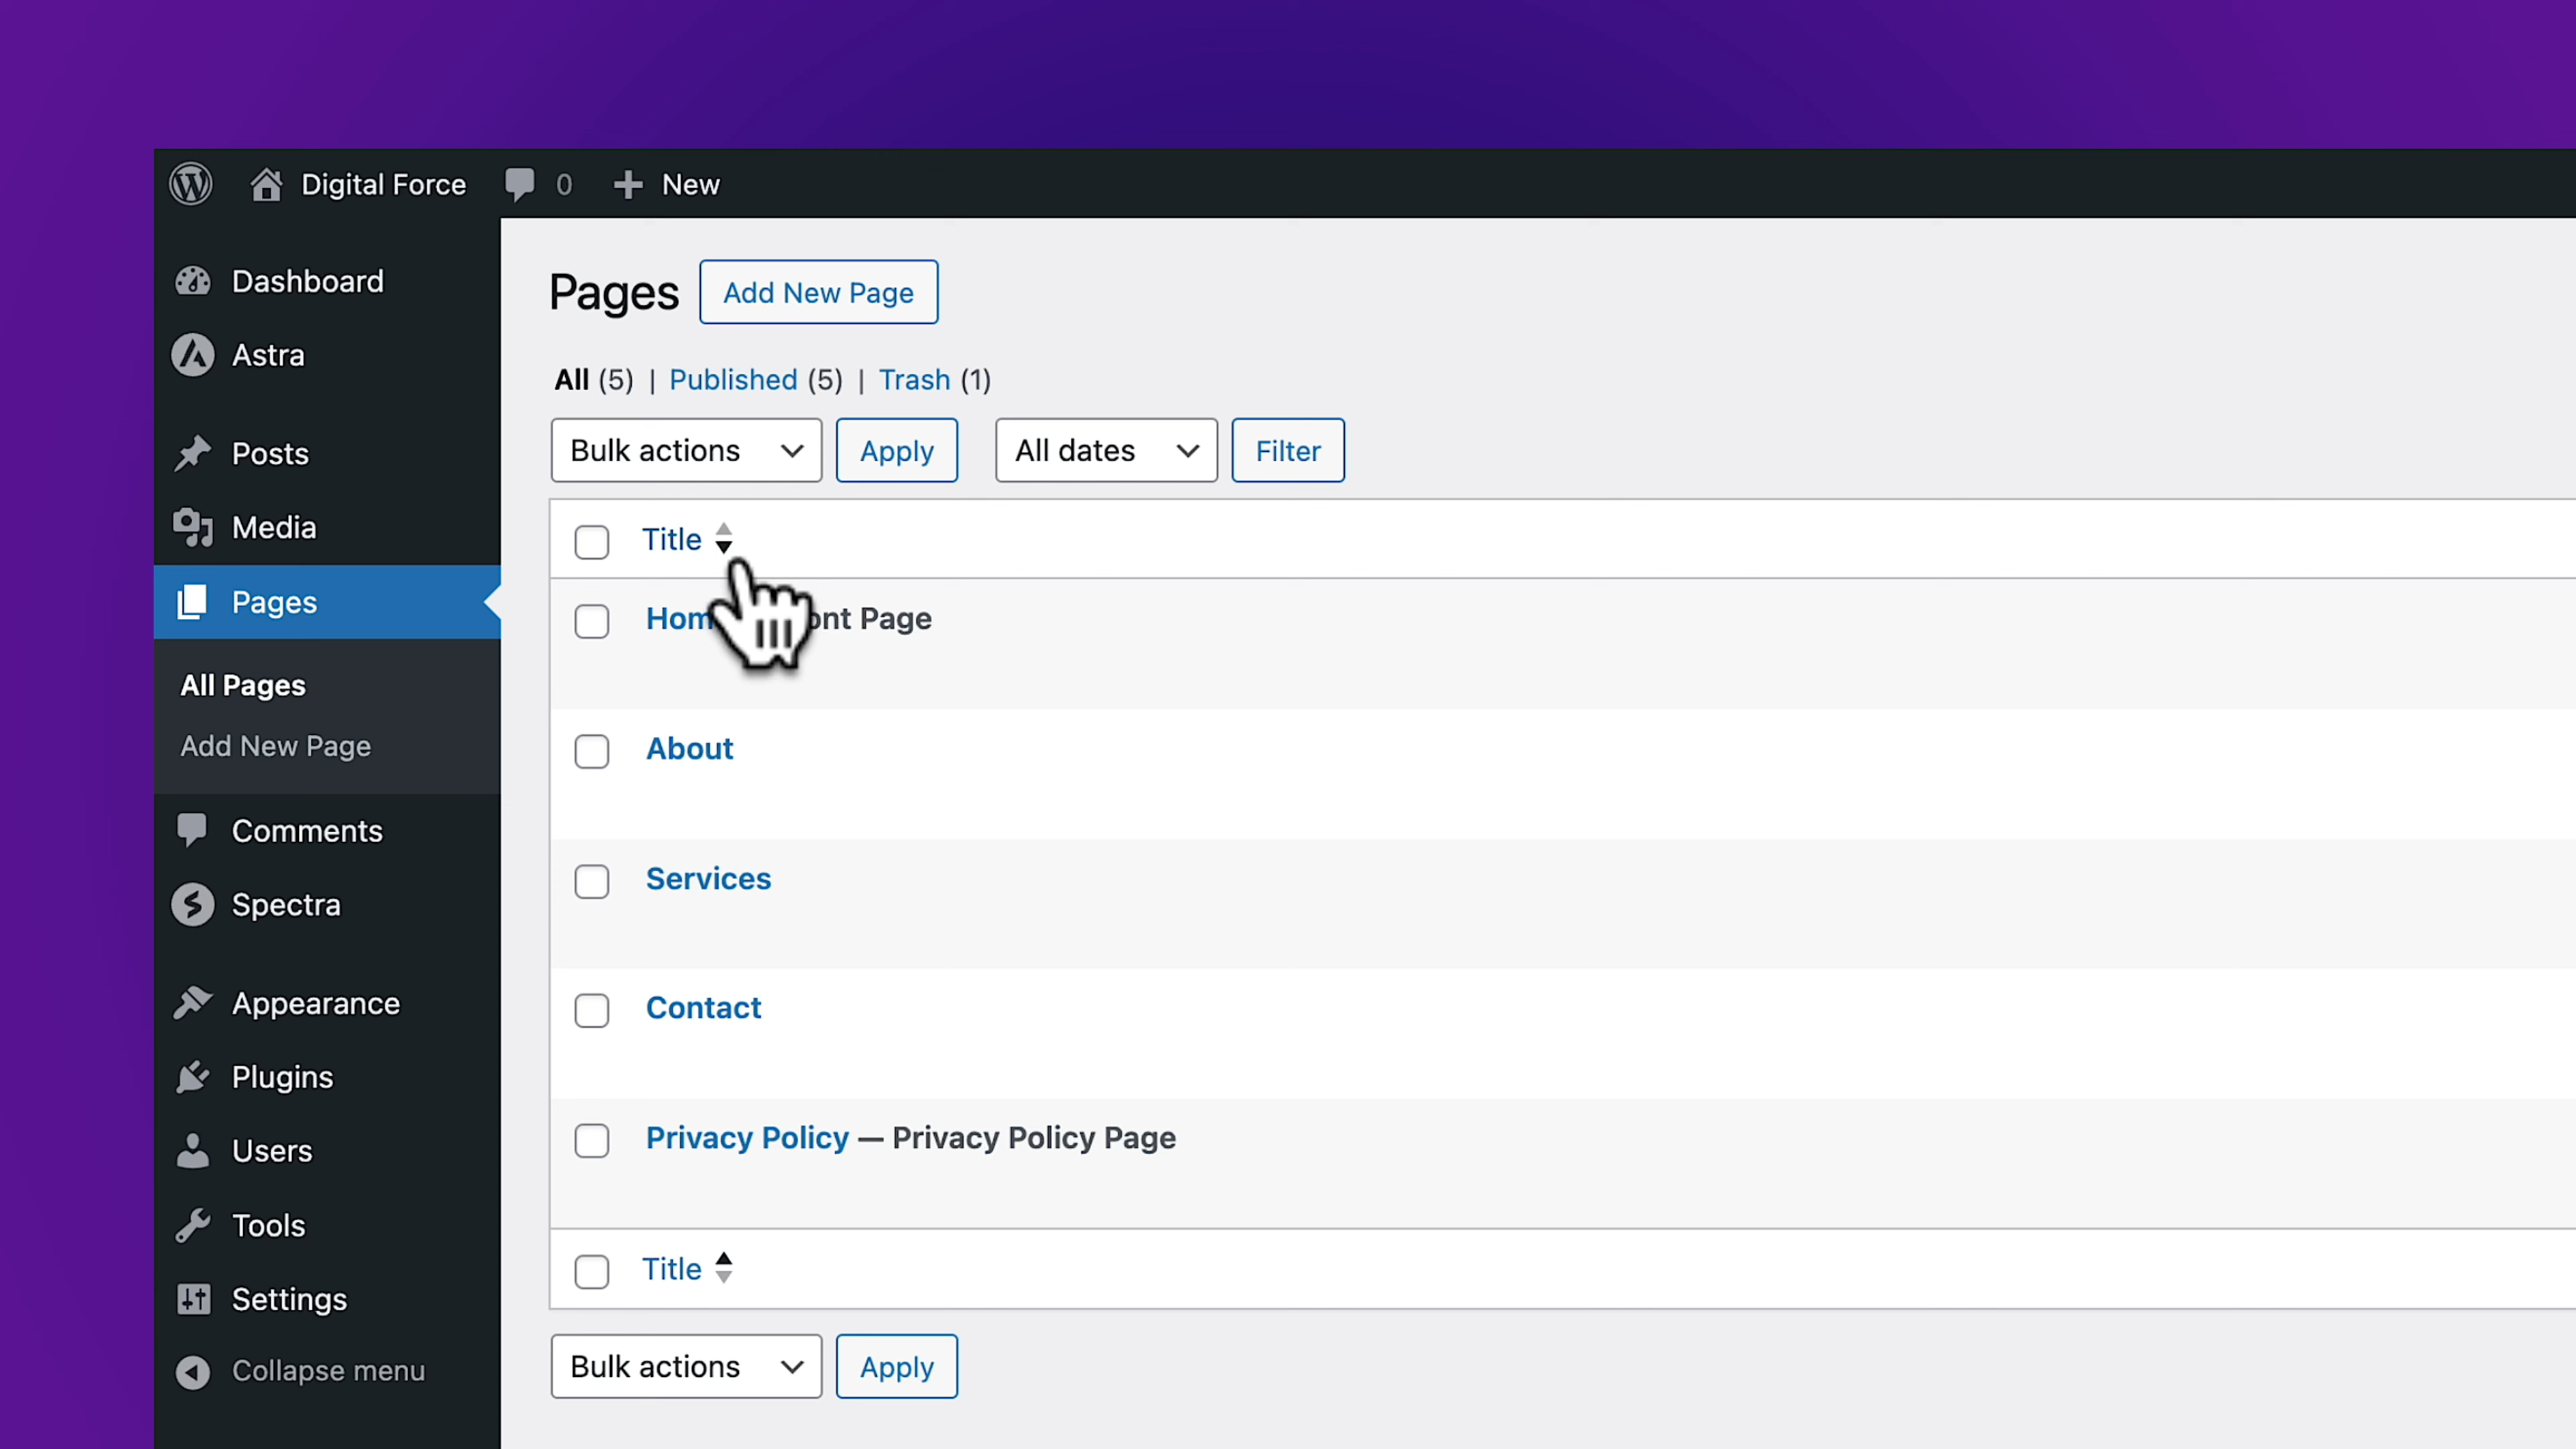 Digital Force 0 New
Dashboard
Astra
Posts
Media
Pages
All Pages
Add New Page
Comments
Spectra
Appearance
Plugins
Users
Tools
Settings
Collapse menu
Pages Add New Page
All (5) | Published (5) | Trash (1)
Bulk actions Apply All dates Filter
Title
Page
About
Services
Contact
Privacy Policy — Privacy Policy Page
Title
Bulk actions Apply